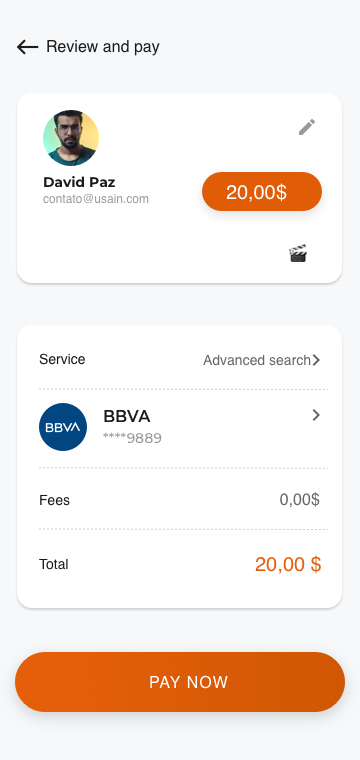 Review and pay
David Paz
contato@usain.com
20,00$
Service
Advanced search
BBVA
BBVA
****9889
Fees
0,00$
Total
20,00 $
PAY NOW